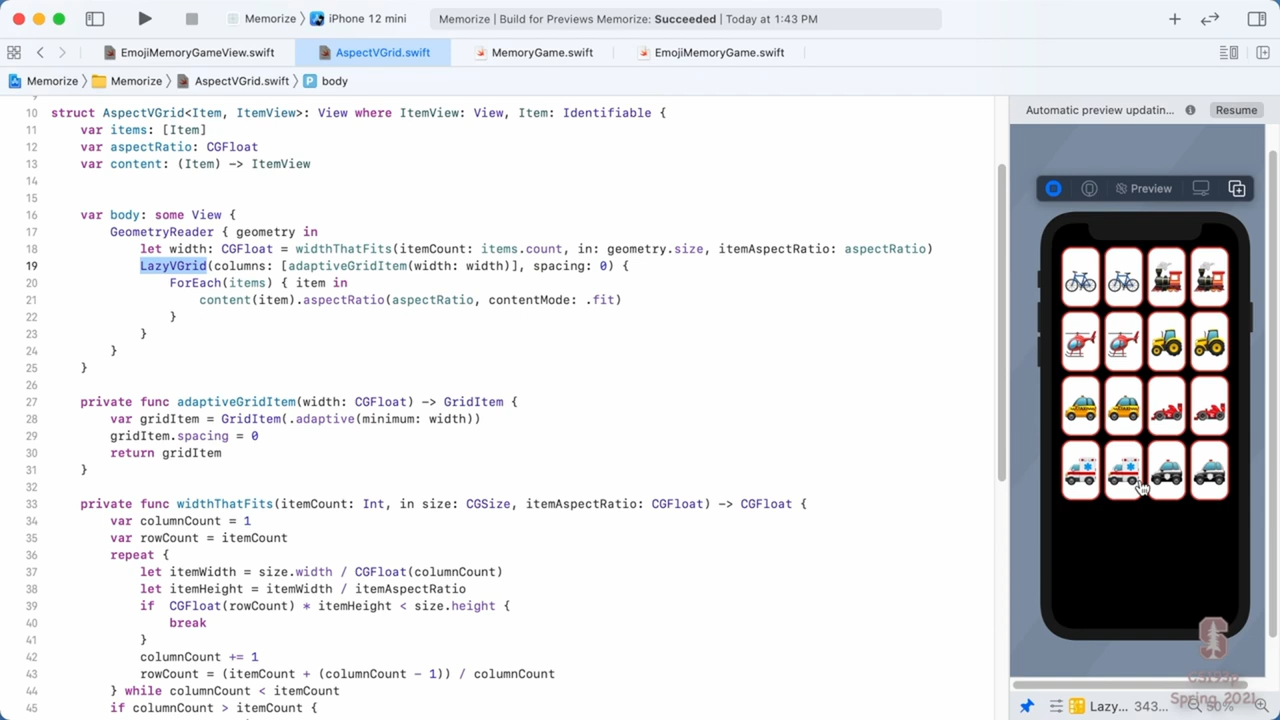 Memorize 〉 iPhone 12 mini
Memorize | Build for Previews Memorize: Succeeded | Today at 1:43 PM
EmojiMemoryGameView.swift
AspectVGrid.swift
MemoryGame.swift
EmojiMemoryGame.swift
Memorize 〉 Memorize 〉 AspectVGrid.swift 〉 P body
9
10 struct AspectVGrid<Item, ItemView>: View where ItemView: View, Item: Identifiable {
11 var items: [Item]
12 var aspectRatio: CGFloat
13 var content: (Item) -> ItemView
14
15
16 var body: some View {
17 GeometryReader { geometry in
18 let width: CGFloat = widthThatFits(itemCount: items.count, in: geometry.size, itemAspectRatio: aspectRatio)
19 LazyVGrid(columns: [adaptiveGridItem(width: width)], spacing: 0) {
20 ForEach(items) { item in
21 content(item).aspectRatio(aspectRatio, contentMode: .fit)
22 }
23 }
24 }
25 }
26
27 private func adaptiveGridItem(width: CGFloat) -> GridItem {
28 var gridItem = GridItem(.adaptive(minimum: width))
29 gridItem.spacing = 0
30 return gridItem
31 }
32
33 private func widthThatFits(itemCount: Int, in size: CGSize, itemAspectRatio: CGFloat) -> CGFloat {
34 var columnCount = 1
35 var rowCount = itemCount
36 repeat {
37 let itemWidth = size.width / CGFloat(columnCount)
38 let itemHeight = itemWidth / itemAspectRatio
39 if CGFloat(rowCount) * itemHeight < size.height {
40 break
41 }
42 columnCount += 1
43 rowCount = (itemCount + (columnCount - 1)) / columnCount
44 } while columnCount < itemCount
45 if columnCount > itemCount {
Automatic preview updatin... Resume
Preview
CS193p
Spring 2021
Lazy... 343... 50%